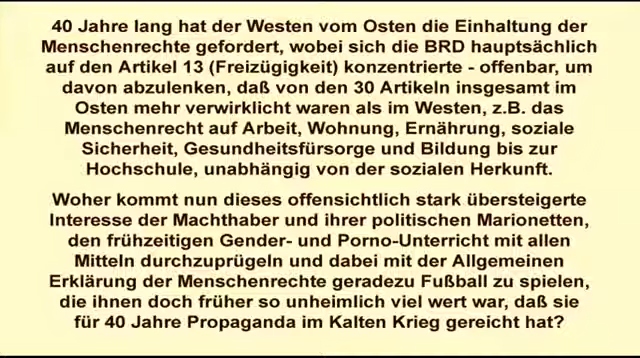 40 Jahre lang hat der Westen vom Osten die Einhaltung der
Menschenrechte gefordert, wobei sich die BRD hauptsächlich
auf den Artikel 13 (Freizügigkeit) konzentrierte - offenbar, um
davon abzulenken, daß von den 30 Artikeln insgesamt im
Osten mehr verwirklicht waren als im Westen, z.B. das
Menschenrecht auf Arbeit, Wohnung, Ernährung, soziale
Sicherheit, Gesundheitsfürsorge und Bildung bis zur
Hochschule, unabhängig von der sozialen Herkunft.
Woher kommt nun dieses offensichtlich stark übersteigerte
Interesse der Machthaber und ihrer politischen Marionetten,
den frühzeitigen Gender- und Porno-Unterricht mit allen
Mitteln durchzuprügeln und dabei mit der Allgemeinen
Erklärung der Menschenrechte geradezu Fußball zu spielen,
die ihnen doch früher so unheimlich viel wert war, daß sie
für 40 Jahre Propaganda im Kalten Krieg gereicht hat?